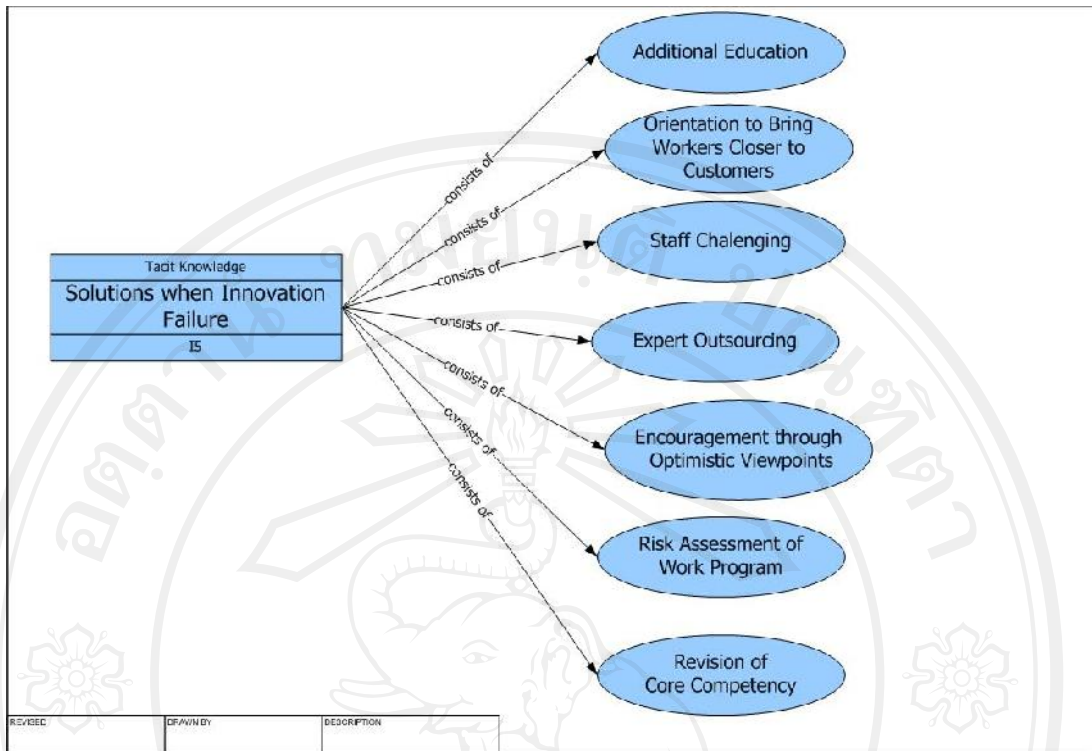 Additional Education
Orientation to Bring
Workers Closer to
Customers
Staff Chalenging
Expert Outsourcing
Encouragement through
Optimistic Viewpoints
Risk Assessment of
Work Program
Revision of
Core Competency
consists of
consists of
consists of
consists of
consists of
consists of
consists of
Tacit Knowledge
Solutions when Innovation
Failure
I5
REVISED
DRAWN BY
DESCRIPTION